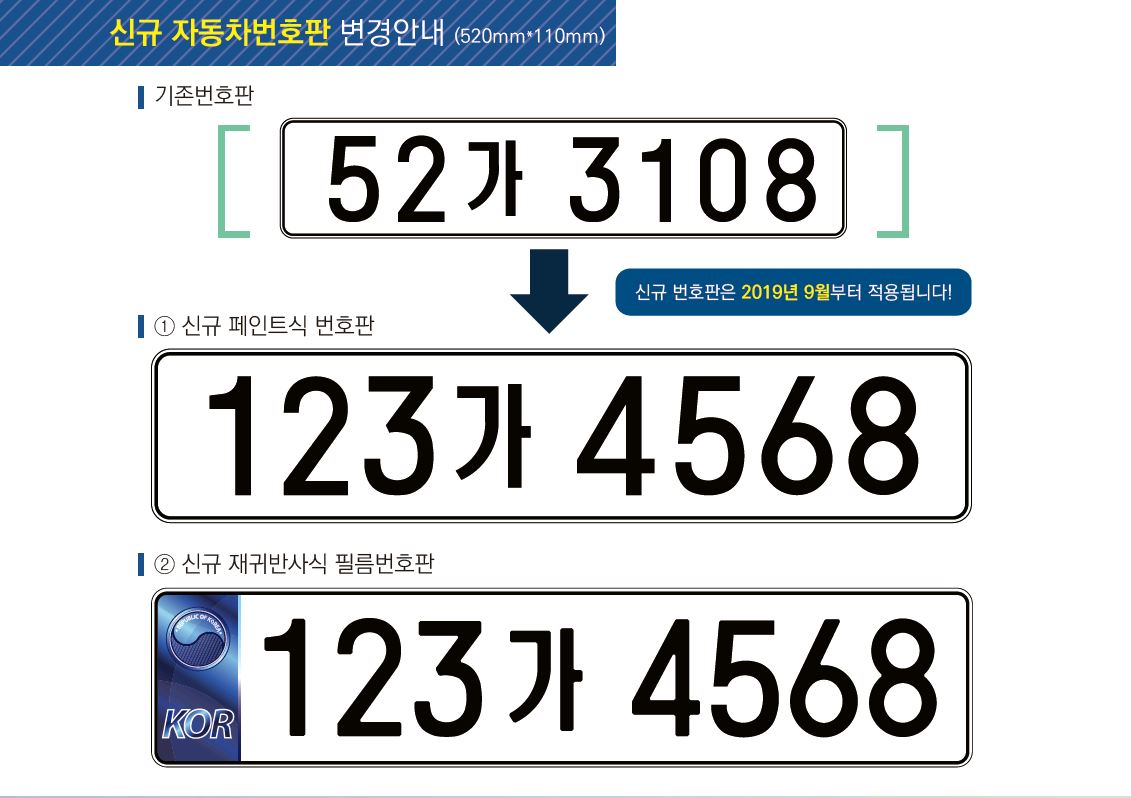 신규 자동차번호판 변경안내 (520mm*110mm)
기존번호판
52가 3108
신규 번호판은 2019년 9월부터 적용됩니다!
① 신규 페인트식 번호판
123가 4568
② 신규 재귀반사식 필름번호판
REPUBLIC OF KOREA
KOR
123가 4568